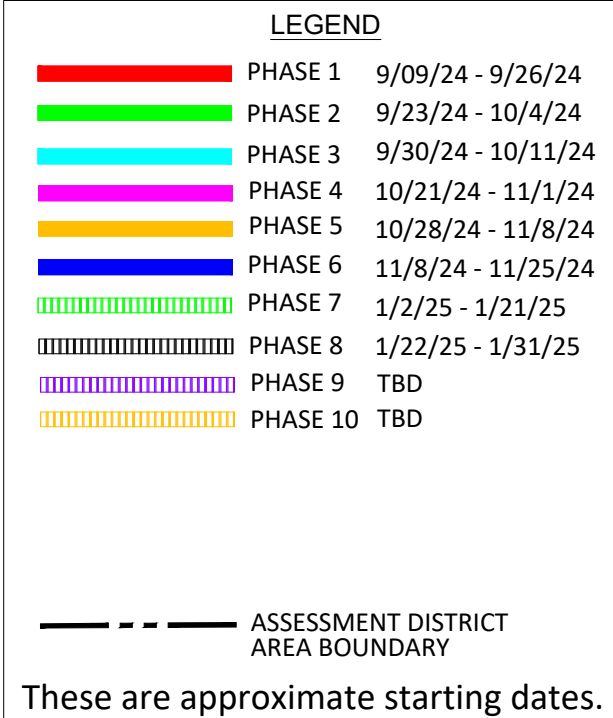 LEGEND
PHASE 1 9/09/24 - 9/26/24
PHASE 2 9/23/24 - 10/4/24
PHASE 3 9/30/24 - 10/11/24
PHASE 4 10/21/24 - 11/1/24
PHASE 5 10/28/24 - 11/8/24
PHASE 6 11/8/24 - 11/25/24
PHASE 7 1/2/25 - 1/21/25
PHASE 8 1/22/25 - 1/31/25
PHASE 9 TBD
PHASE 10 TBD
ASSESSMENT DISTRICT
AREA BOUNDARY
These are approximate starting dates.